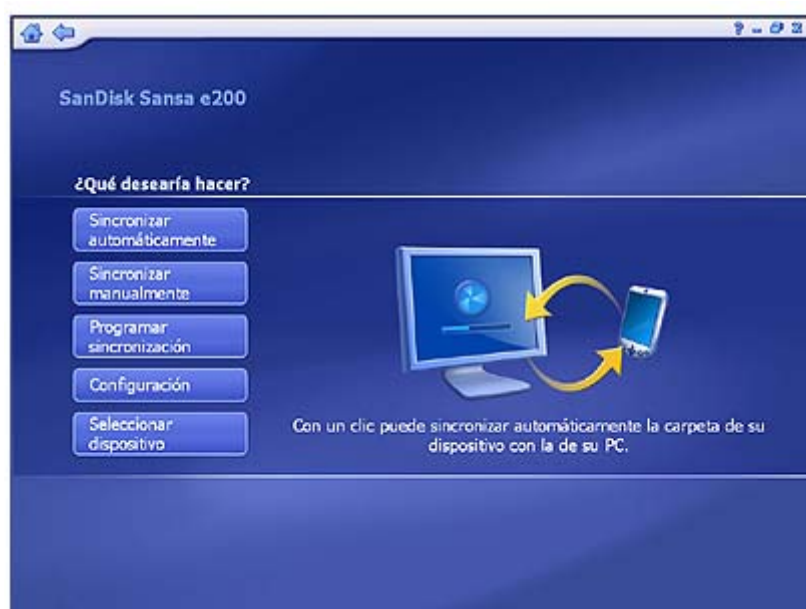 SanDisk Sansa e200
¿Qué desearía hacer?
Sincronizar
automáticamente
Sincronizar
manualmente
Programar
sincronización
Configuración
Seleccionar
dispositivo
Con un clic puede sincronizar automáticamente la carpeta de su
dispositivo con la de su PC.